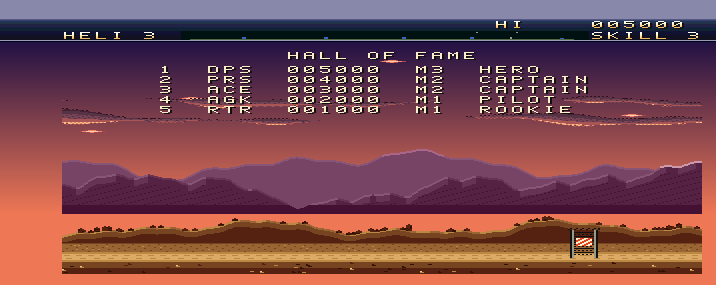 HI 005000
HELI 3 SKILL 3
HALL OF FAME
1 DPS 005000 M3 HERO
2 PRS 004000 M3 CAPTAIN
3 ACE 003000 M2 CAPTAIN
4 AGK 002000 M1 PILOT
5 RTR 001000 M1 ROOKIE